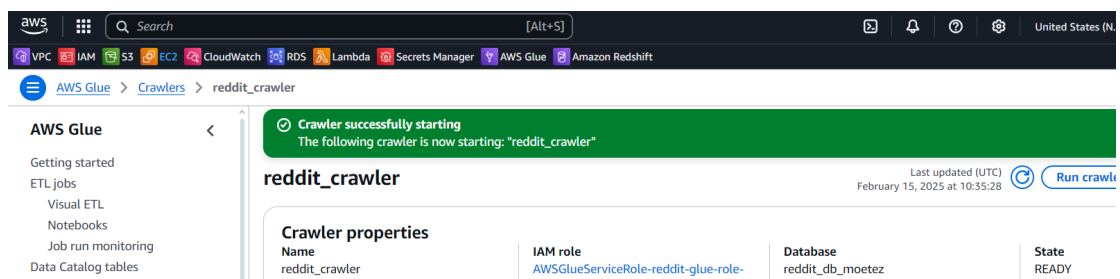 aws
Search [Alt+S] United States (N.
VPC IAM S3 EC2 CloudWatch RDS Lambda Secrets Manager AWS Glue Amazon Redshift
AWS Glue > Crawlers > reddit_crawler
AWS Glue
Getting started
ETL jobs
Visual ETL
Notebooks
Job run monitoring
Data Catalog tables
Crawler successfully starting
The following crawler is now starting: "reddit_crawler"
reddit_crawler
Last updated (UTC)
February 15, 2025 at 10:35:28
Run crawle
Crawler properties
Name
reddit_crawler
IAM role
AWSGlueServiceRole-reddit-glue-role-
Database
reddit_db_moetez
State
READY